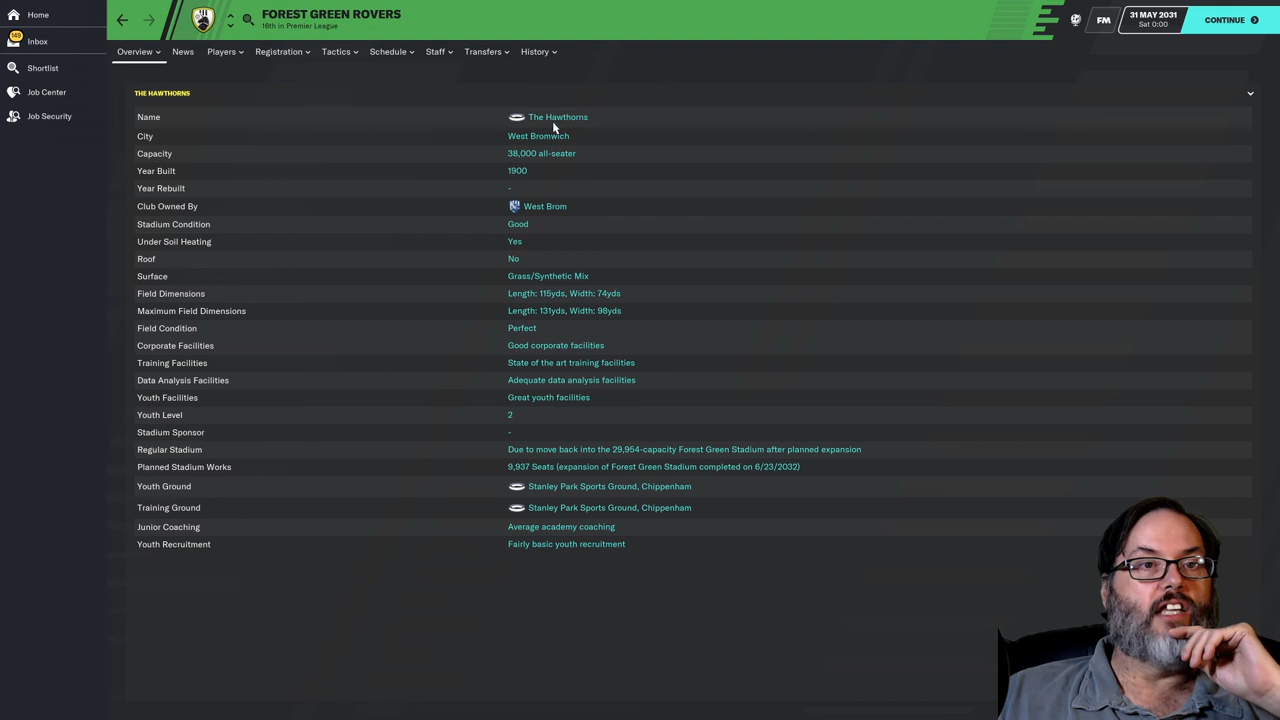 Home
149
Inbox
Shortlist
Job Center
Job Security
FOREST GREEN ROVERS
16th in Premier League
FM
31 MAY 2031
Sat 0:00
CONTINUE
Overview
News
Players
Registration
Tactics
Schedule
Staff
Transfers
History
THE HAWTHORNS
Name The Hawthorns
City West Bromwich
Capacity 38,000 all-seater
Year Built 1900
Year Rebuilt -
Club Owned By West Brom
Stadium Condition Good
Under Soil Heating Yes
Roof No
Surface Grass/Synthetic Mix
Field Dimensions Length: 115yds, Width: 74yds
Maximum Field Dimensions Length: 131yds, Width: 98yds
Field Condition Perfect
Corporate Facilities Good corporate facilities
Training Facilities State of the art training facilities
Data Analysis Facilities Adequate data analysis facilities
Youth Facilities Great youth facilities
Youth Level 2
Stadium Sponsor -
Regular Stadium Due to move back into the 29,954-capacity Forest Green Stadium after planned expansion
Planned Stadium Works 9,937 Seats (expansion of Forest Green Stadium completed on 6/23/2032)
Youth Ground Stanley Park Sports Ground, Chippenham
Training Ground Stanley Park Sports Ground, Chippenham
Junior Coaching Average academy coaching
Youth Recruitment Fairly basic youth recruitment